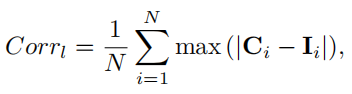 Corr_l = \frac{1}{N} \sum_{i=1}^{N} \max(|\mathbf{C}_i - \mathbf{I}_i|),